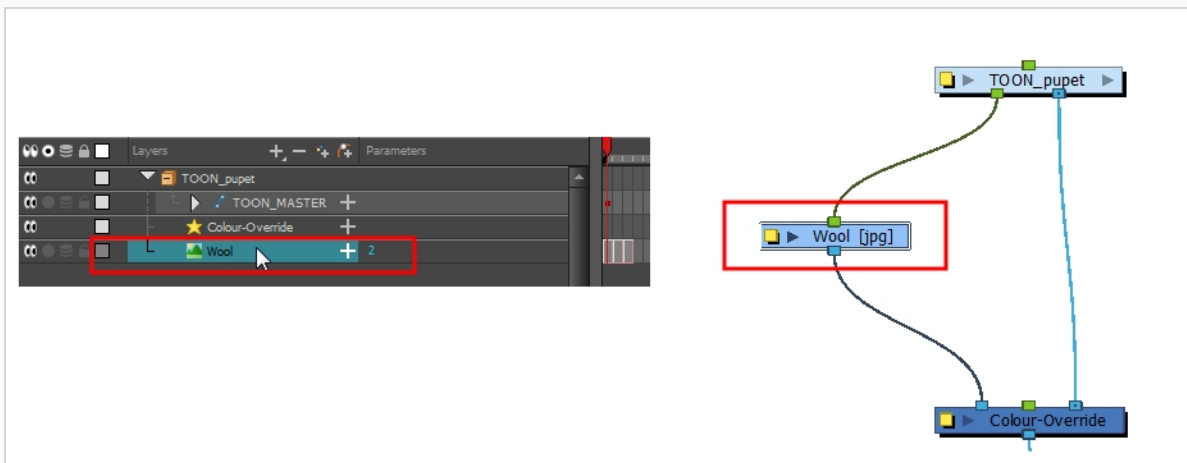 Layers Parameters
TOON_pupet
TOON_MASTER
Colour-Override
Wool 2
TOON_pupet
Wool [jpg]
Colour-Override